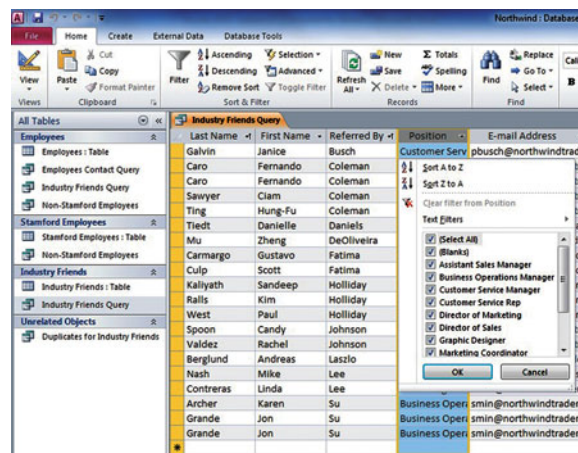 Northwind : Database
File Home Create External Data Database Tools
View
Views
Paste
Cut
Copy
Format Painter
Clipboard
Filter
Ascending
Descending
Remove Sort
Selection
Advanced
Toggle Filter
Sort & Filter
Refresh All
New
Save
Delete
Totals
Spelling
More
Records
Find
Replace
Go To
Select
Find
B
All Tables
Employees
Employees : Table
Employees Contact Query
Industry Friends Query
Non-Stamford Employees
Stamford Employees
Stamford Employees : Table
Non-Stamford Employees
Industry Friends
Industry Friends : Table
Industry Friends Query
Unrelated Objects
Duplicates for Industry Friends
Industry Friends Query
Last Name First Name Referred By Position E-mail Address
Galvin Janice Busch Customer Serv pbusch@northwindtrade
Caro Fernando Coleman
Caro Fernando Coleman
Sawyer Ciam Coleman
Ting Hung-Fu Coleman
Tiedt Danielle Daniels
Mu Zheng DeOliveira
Carmargo Gustavo Fatima
Culp Scott Fatima
Kaliyath Sandeep Holliday
Ralls Kim Holliday
West Paul Holliday
Spoon Candy Johnson
Valdez Rachel Johnson
Berglund Andreas Laszlo
Nash Mike Lee
Contreras Linda Lee
Archer Karen Su Business Opera smin@northwindtrader
Grande Jon Su Business Opera smin@northwindtrader
Grande Jon Su Business Opera smin@northwindtrader
Sort A to Z
Sort Z to A
Clear filter from Position
Text Filters
(Select All)
(Blanks)
Assistant Sales Manager
Business Operations Manager
Customer Service Manager
Customer Service Rep
Director of Marketing
Director of Sales
Graphic Designer
Marketing Coordinator
OK Cancel